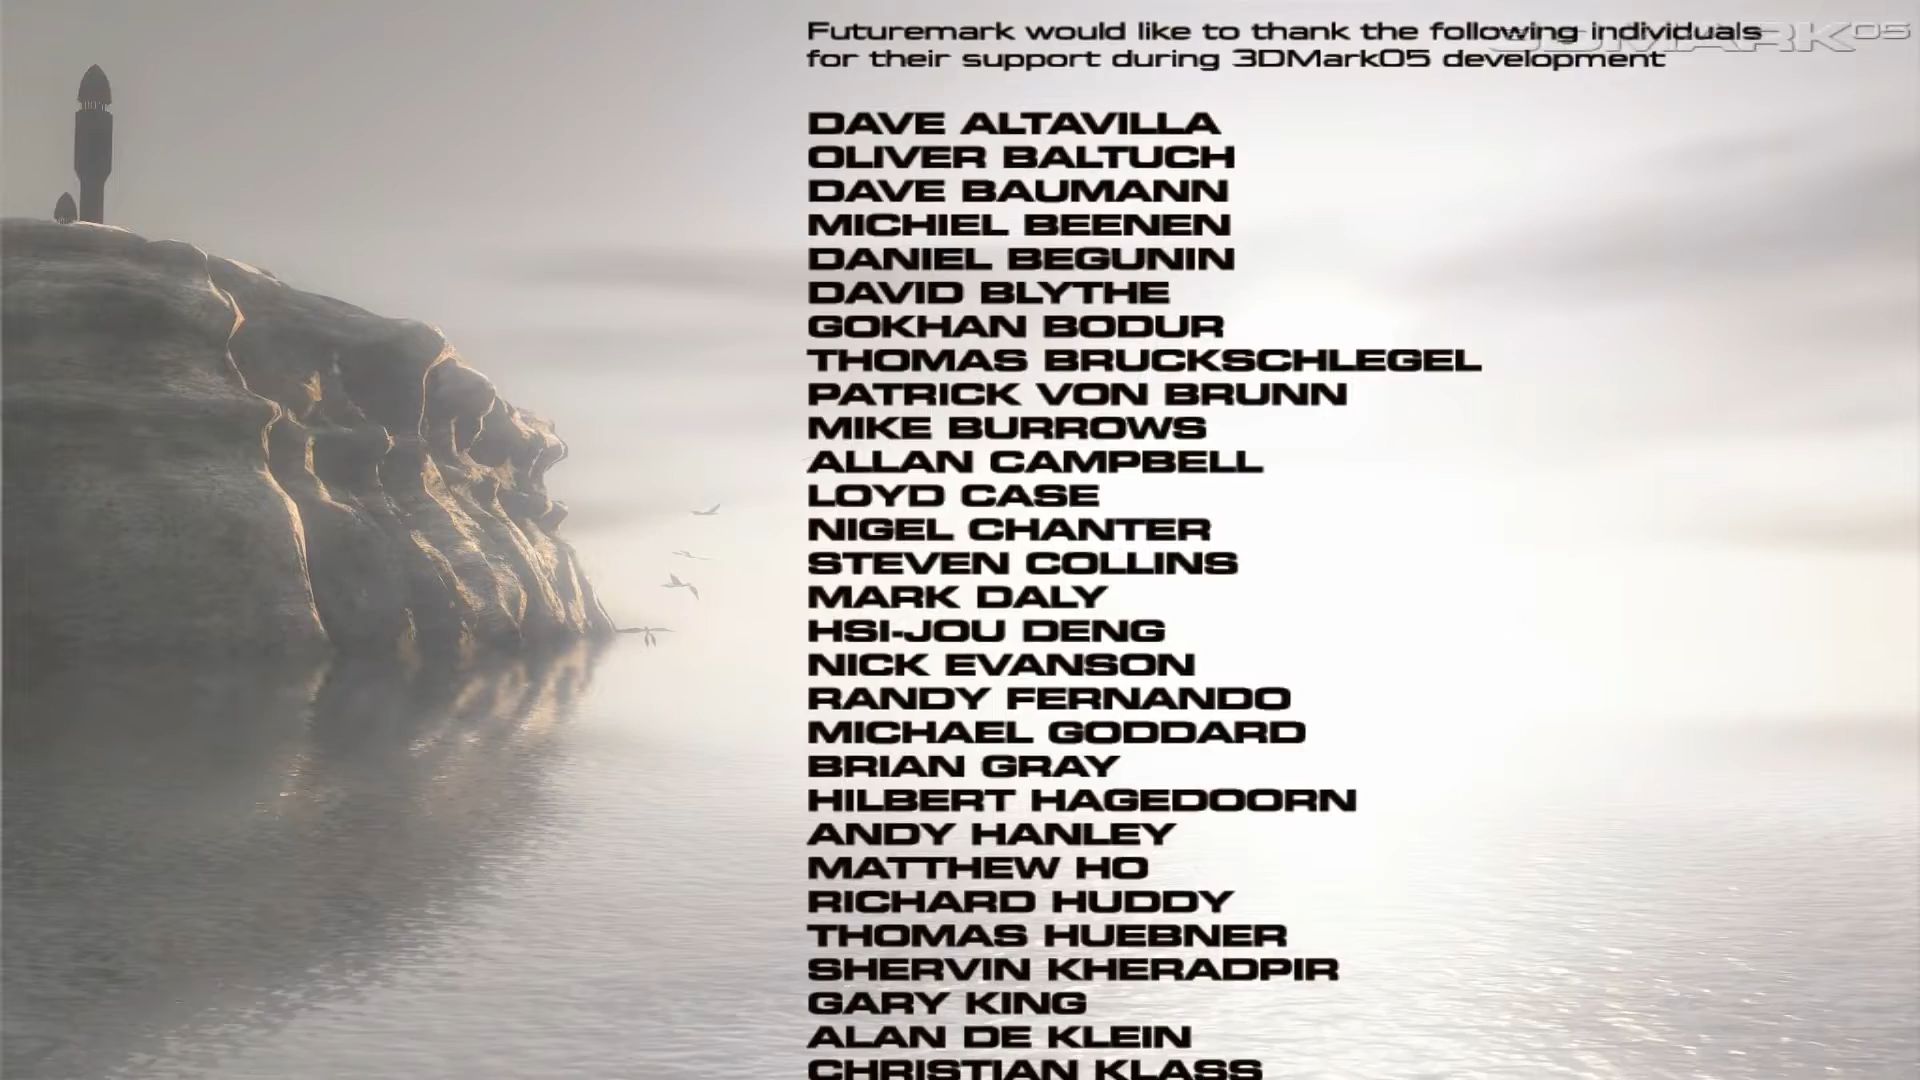 Futuremark would like to thank the following individuals
for their support during 3DMark05 development
3DMARK05
DAVE ALTAVILLA
OLIVER BALTUCH
DAVE BAUMANN
MICHIEL BEENEN
DANIEL BEGUNIN
DAVID BLYTHE
GOKHAN BODUR
THOMAS BRUCKSCHLEGEL
PATRICK VON BRUNN
MIKE BURROWS
ALLAN CAMPBELL
LOYD CASE
NIGEL CHANTER
STEVEN COLLINS
MARK DALY
HSI-JOU DENG
NICK EVANSON
RANDY FERNANDO
MICHAEL GODDARD
BRIAN GRAY
HILBERT HAGEDOORN
ANDY HANLEY
MATTHEW HO
RICHARD HUDDY
THOMAS HUEBNER
SHERVIN KHERADPIR
GARY KING
ALAN DE KLEIN
CHRISTIAN KLASS